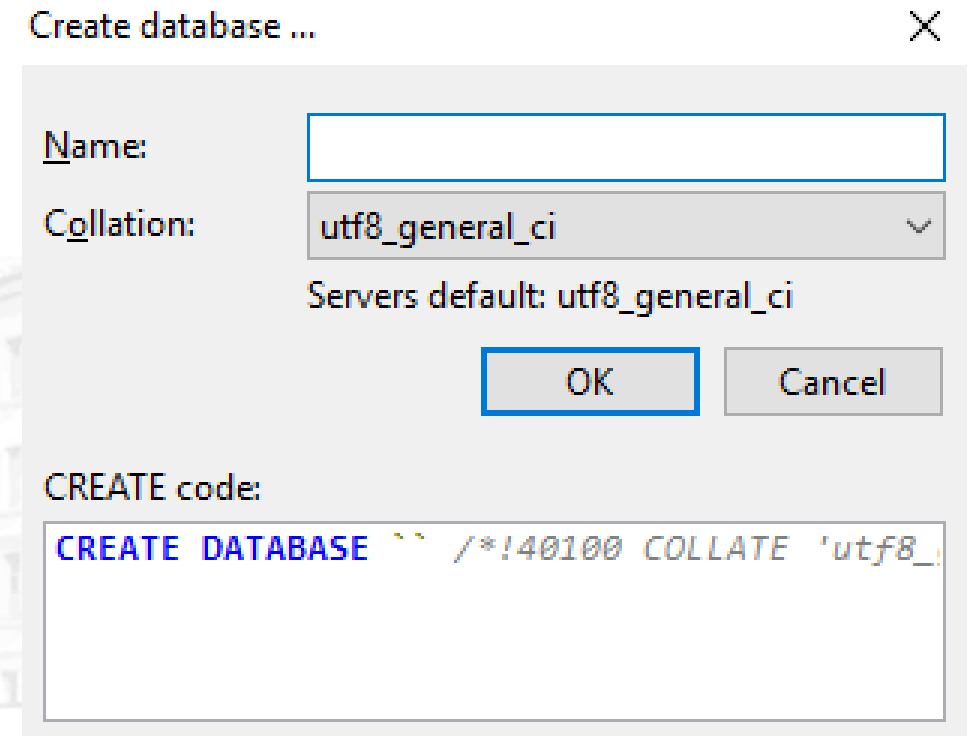 Create database ...
Name:
Collation: utf8_general_ci
Servers default: utf8_general_ci
OK Cancel
CREATE code:
CREATE DATABASE `` /*!40100 COLLATE 'utf8_